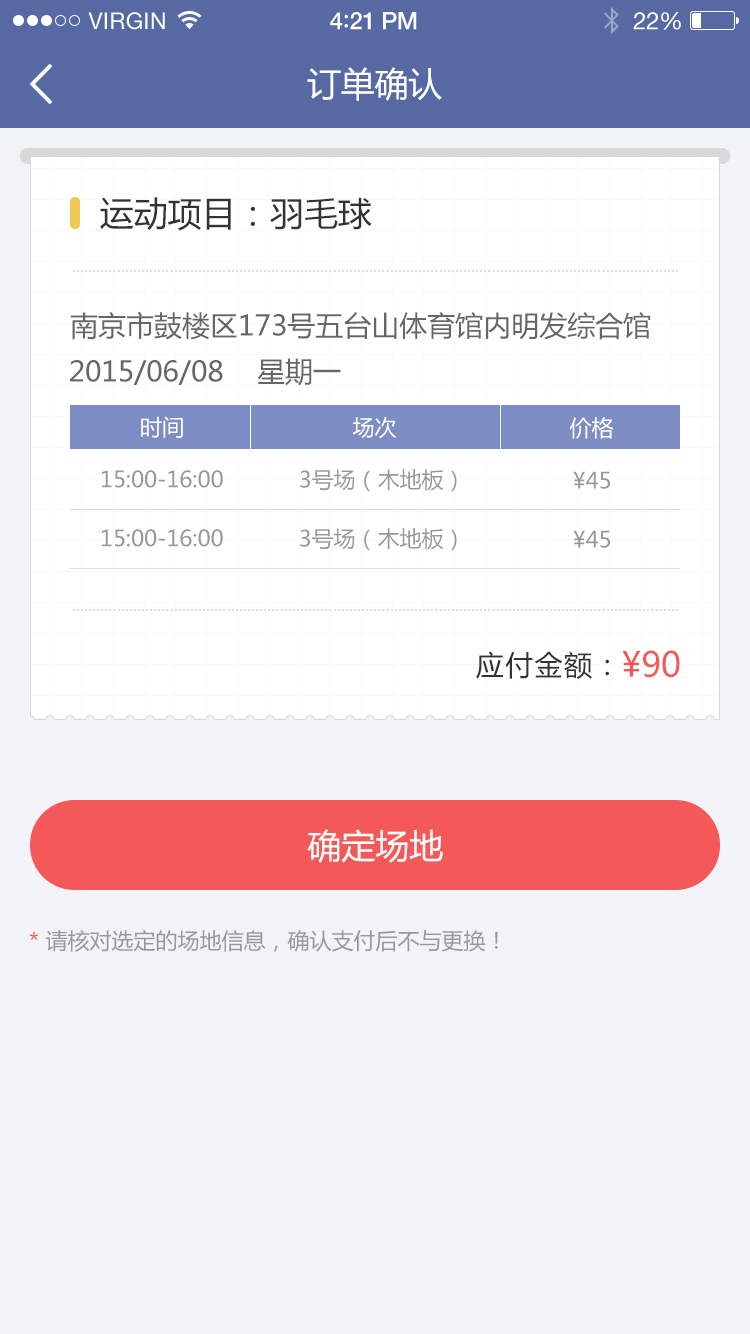 VIRGIN 4:21 PM 22%
订单确认
运动项目：羽毛球
南京市鼓楼区173号五台山体育馆内明发综合馆
2015/06/08 星期一
时间 场次 价格
15:00-16:00 3号场（木地板） ¥45
15:00-16:00 3号场（木地板） ¥45
应付金额：¥90
确定场地
* 请核对选定的场地信息，确认支付后不与更换！